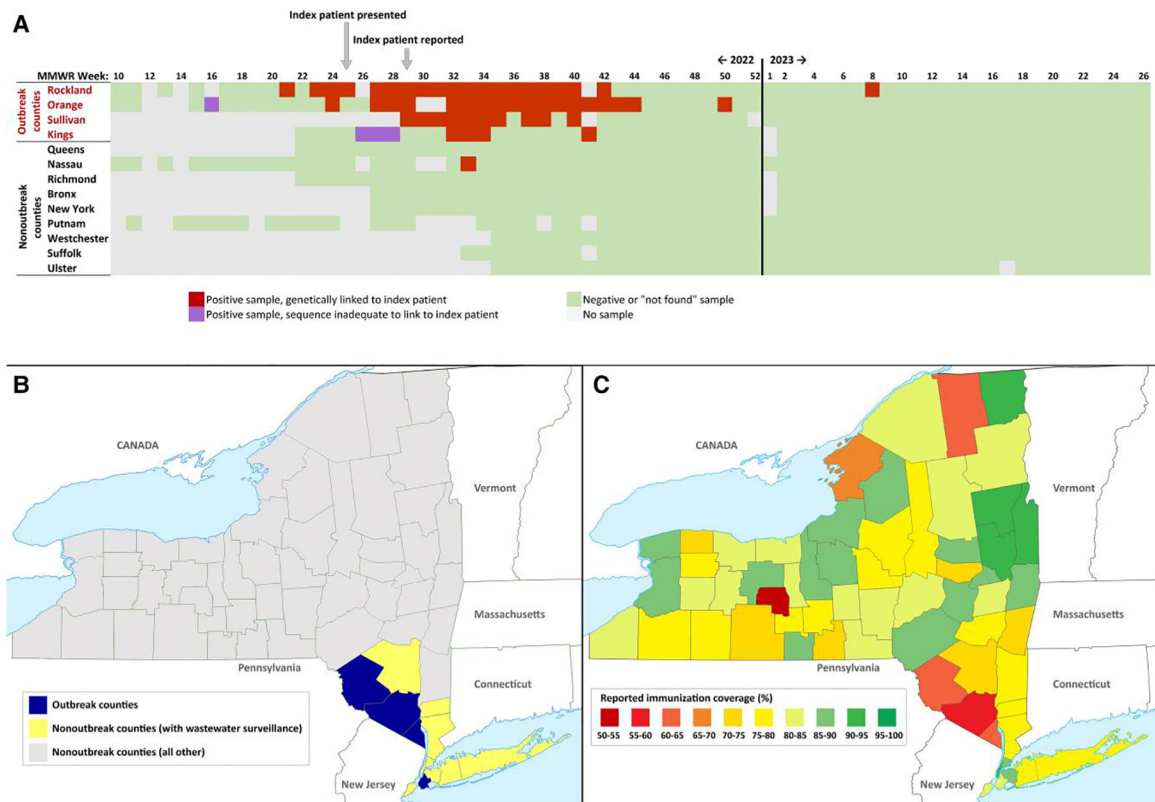 A
Index patient presented
Index patient reported
← 2022 2023 →
MMWR Week: 10 12 14 16 18 20 22 24 26 28 30 32 34 36 38 40 42 44 46 48 50 52 1 2 4 6 8 10 12 14 16 18 20 22 24 26
Outbreak counties
Rockland
Orange
Sullivan
Kings
Nonoutbreak counties
Queens
Nassau
Richmond
Bronx
New York
Putnam
Westchester
Suffolk
Ulster
Positive sample, genetically linked to index patient
Positive sample, sequence inadequate to link to index patient
Negative or "not found" sample
No sample
B
CANADA
Vermont
Massachusetts
Pennsylvania
Connecticut
New Jersey
Outbreak counties
Nonoutbreak counties (with wastewater surveillance)
Nonoutbreak counties (all other)
C
CANADA
Vermont
Massachusetts
Pennsylvania
Connecticut
New Jersey
Reported immunization coverage (%)
50-55 55-60 60-65 65-70 70-75 75-80 80-85 85-90 90-95 95-100